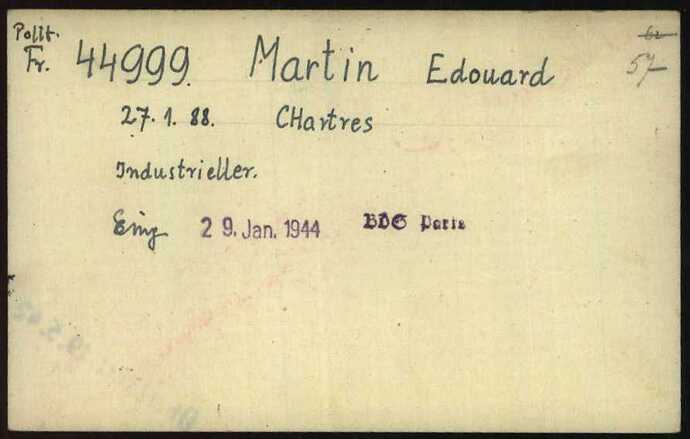 Polit.
Fr. 44999. Martin Edouard
57
27. 1. 88. CHartres
Industrieller.
Eing 29. Jan. 1944 BDS Paris